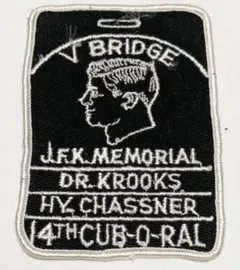 BRIDGE
J.F.K. MEMORIAL
DR. KROOKS
HY. CHASSNER
14TH CUB-O-RAL